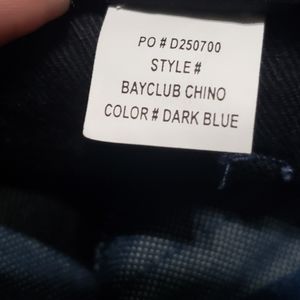 PO # D250700
STYLE #
BAYCLUB CHINO
COLOR # DARK BLUE